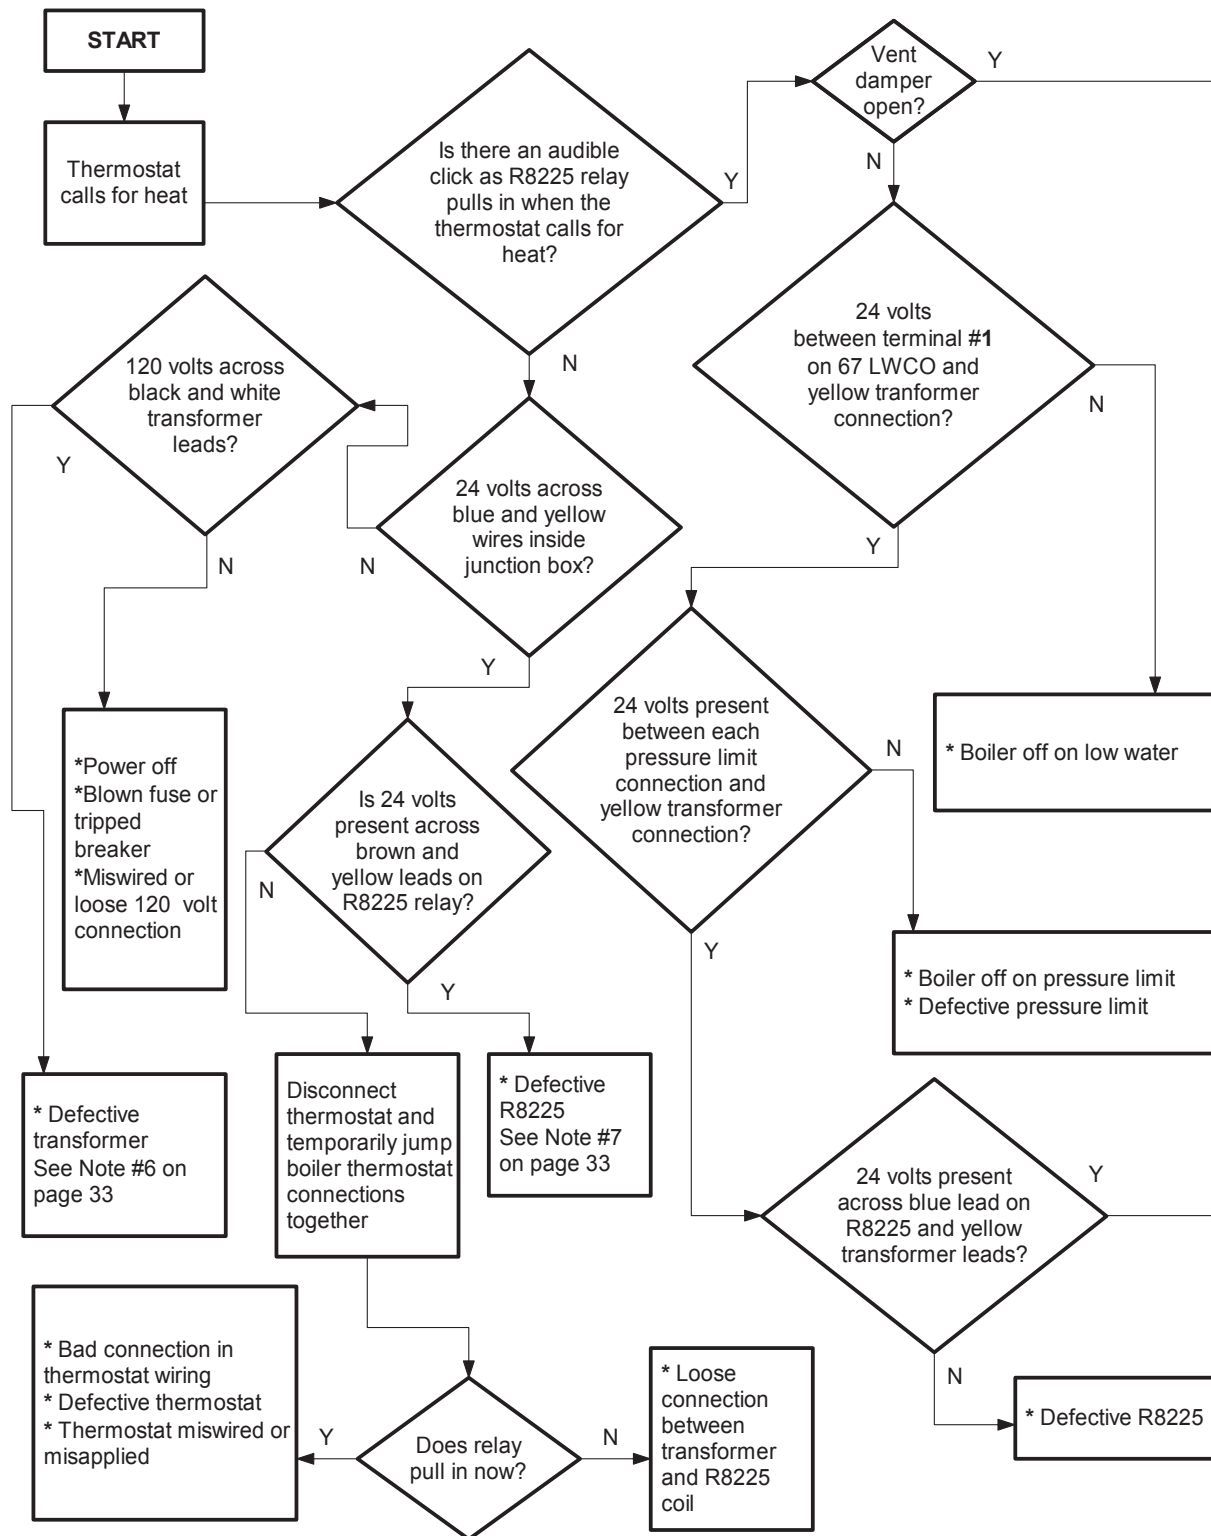 START
Thermostat
calls for heat
Is there an audible
click as R8225 relay
pulls in when the
thermostat calls for
heat?
Y
N
Vent
damper
open?
Y
N
24 volts
between terminal #1
on 67 LWCO and
yellow tranformer
connection?
N
Y
120 volts across
black and white
transformer
leads?
Y
N
24 volts across
blue and yellow
wires inside
junction box?
N
Y
*Power off
*Blown fuse or
tripped
breaker
*Miswired or
loose 120 volt
connection
Is 24 volts
present across
brown and
yellow leads on
R8225 relay?
N
Y
24 volts present
between each
pressure limit
connection and
yellow transformer
connection?
N
Y
* Boiler off on low water
* Boiler off on pressure limit
* Defective pressure limit
* Defective
transformer
See Note #6 on
page 33
Disconnect
thermostat and
temporarily jump
boiler thermostat
connections
together
* Defective
R8225
See Note #7
on page 33
24 volts present
across blue lead on
R8225 and yellow
transformer leads?
Y
N
* Bad connection in
thermostat wiring
* Defective thermostat
* Thermostat miswired or
misapplied
Y
Does relay
pull in now?
N
* Loose
connection
between
transformer
and R8225
coil
* Defective R8225